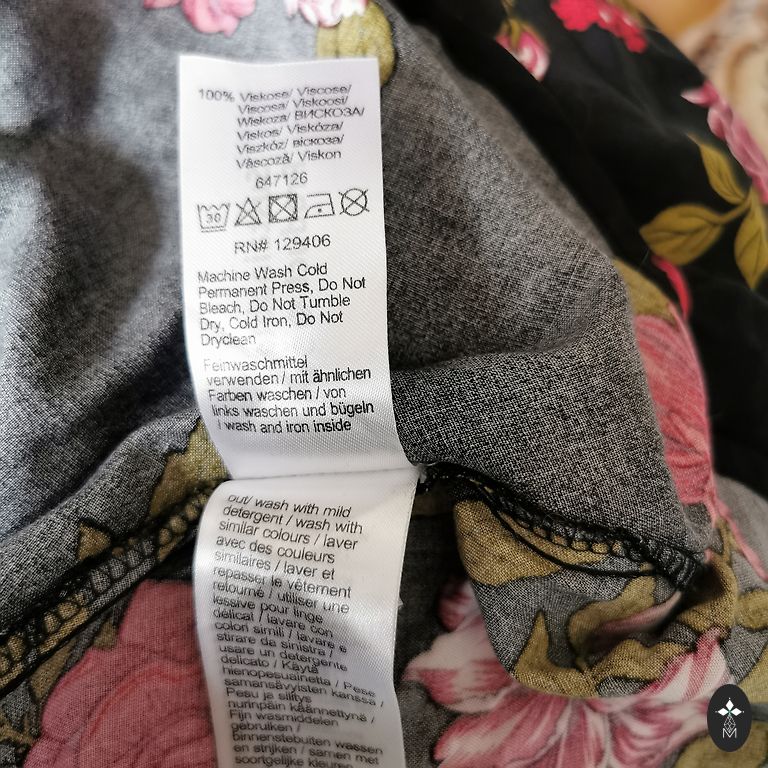 100% Viskose/ Viscose/
Viscosa/ Viskoosi/
Wiskoza/ ВИСКОЗА/
Viskos/ Viskóza/
Viszkóz/ віскоза/
Vâscoză/ Viskon
647126
30
RN# 129406
Machine Wash Cold
Permanent Press, Do Not
Bleach, Do Not Tumble
Dry, Cold Iron, Do Not
Dryclean
Feinwaschmittel
verwenden / mit ähnlichen
Farben waschen / von
links waschen und bügeln
/ wash and iron inside
out/ wash with mild
detergent / wash with
similar colours / laver
avec des couleurs
similaires / laver et
repasser le vêtement
retourné / utiliser une
lessive pour linge
délicat / lavare con
colori simili / lavare e
stirare da sinistra /
usare un detergente
delicato / Käytä
hienopesuainetta / Pese
samansävyisten kanssa /
Pesu ja silitys
nurinpäin käännettynä /
Fijn wasmiddelen
gebruiken /
binnenstebuiten wassen
en strijken / samen met
soortgelijke kleuren
M